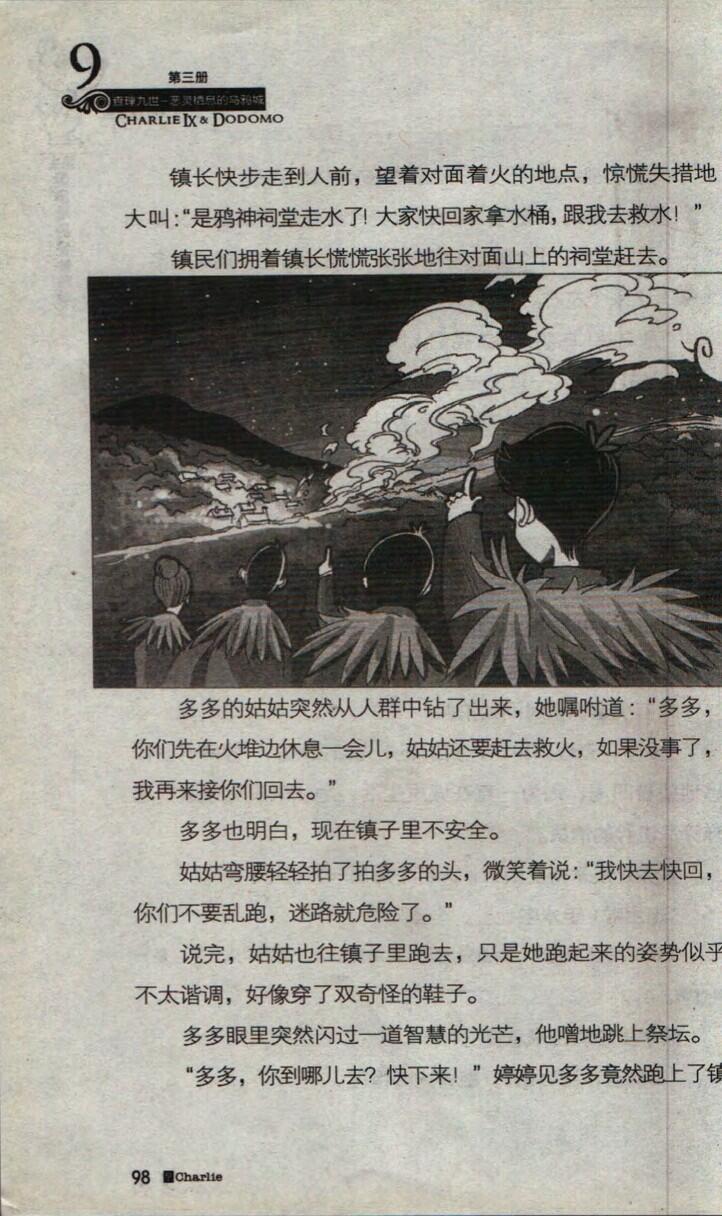 9
第三册
查理九世—恶灵栖息的乌鸦城
CHARLIE IX & DODOMO
镇长快步走到人前，望着对面着火的地点，惊慌失措地
大叫：“是鸦神祠堂走水了！大家快回家拿水桶，跟我去救水！”
镇民们拥着镇长慌慌张张地往对面山上的祠堂赶去。
多多的姑姑突然从人群中钻了出来，她嘱咐道：“多多，
你们先在火堆边休息一会儿，姑姑还要赶去救火，如果没事了，
我再来接你们回去。”
多多也明白，现在镇子里不安全。
姑姑弯腰轻轻拍了拍多多的头，微笑着说：“我快去快回，
你们不要乱跑，迷路就危险了。”
说完，姑姑也往镇子里跑去，只是她跑起来的姿势似乎
不太谐调，好像穿了双奇怪的鞋子。
多多眼里突然闪过一道智慧的光芒，他噌地跳上祭坛。
“多多，你到哪儿去？快下来！”婷婷见多多竟然跑上了镇
98 Charlie